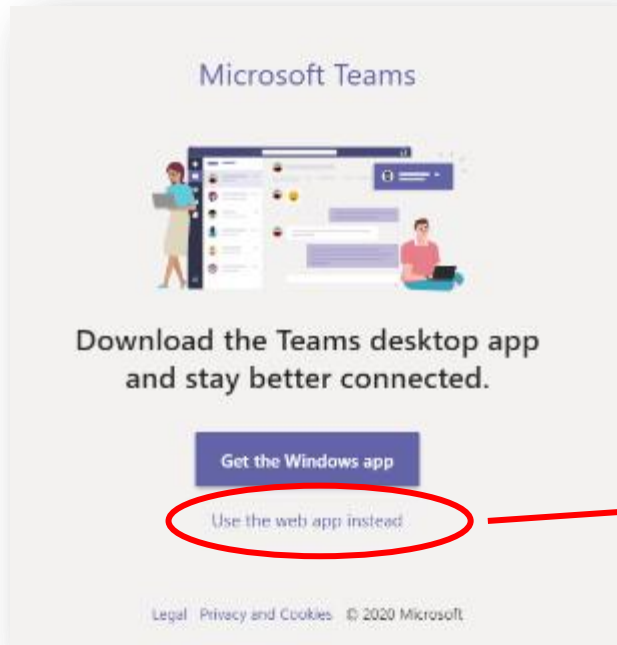 Microsoft Teams
Download the Teams desktop app
and stay better connected.
Get the Windows app
Use the web app instead
Legal Privacy and Cookies © 2020 Microsoft